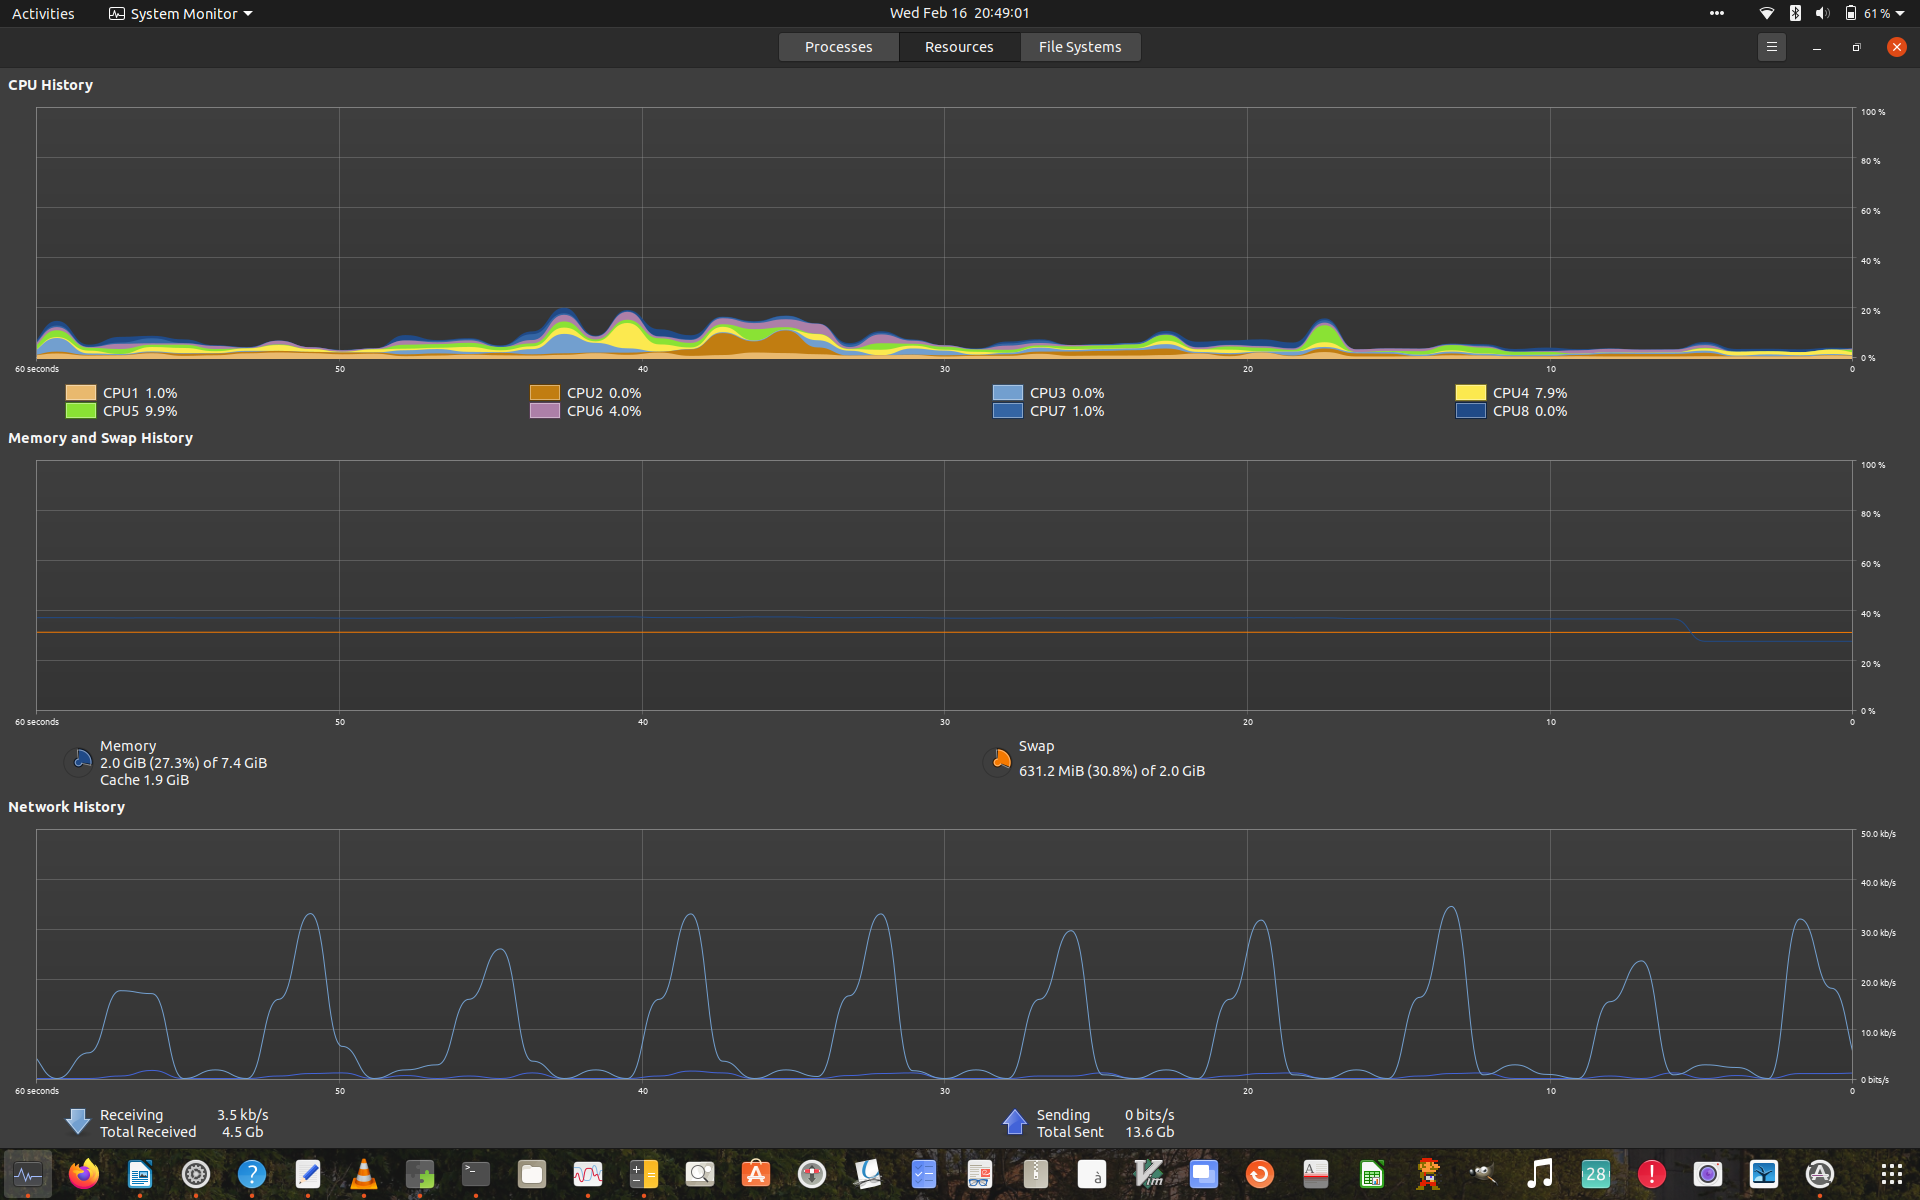 Activities System Monitor Wed Feb 16 20:49:01 61 %
Processes Resources File Systems
CPU History
100 %
80 %
60 %
40 %
20 %
0 %
60 seconds 50 40 30 20 10 0
CPU1 1.0% CPU2 0.0% CPU3 0.0% CPU4 7.9%
CPU5 9.9% CPU6 4.0% CPU7 1.0% CPU8 0.0%
Memory and Swap History
100 %
80 %
60 %
40 %
20 %
0 %
60 seconds 50 40 30 20 10 0
Memory
2.0 GiB (27.3%) of 7.4 GiB
Cache 1.9 GiB
Swap
631.2 MiB (30.8%) of 2.0 GiB
Network History
50.0 kb/s
40.0 kb/s
30.0 kb/s
20.0 kb/s
10.0 kb/s
0 bits/s
60 seconds 50 40 30 20 10 0
Receiving 3.5 kb/s Sending 0 bits/s
Total Received 4.5 Gb Total Sent 13.6 Gb
? >_ à Vim A 28 !